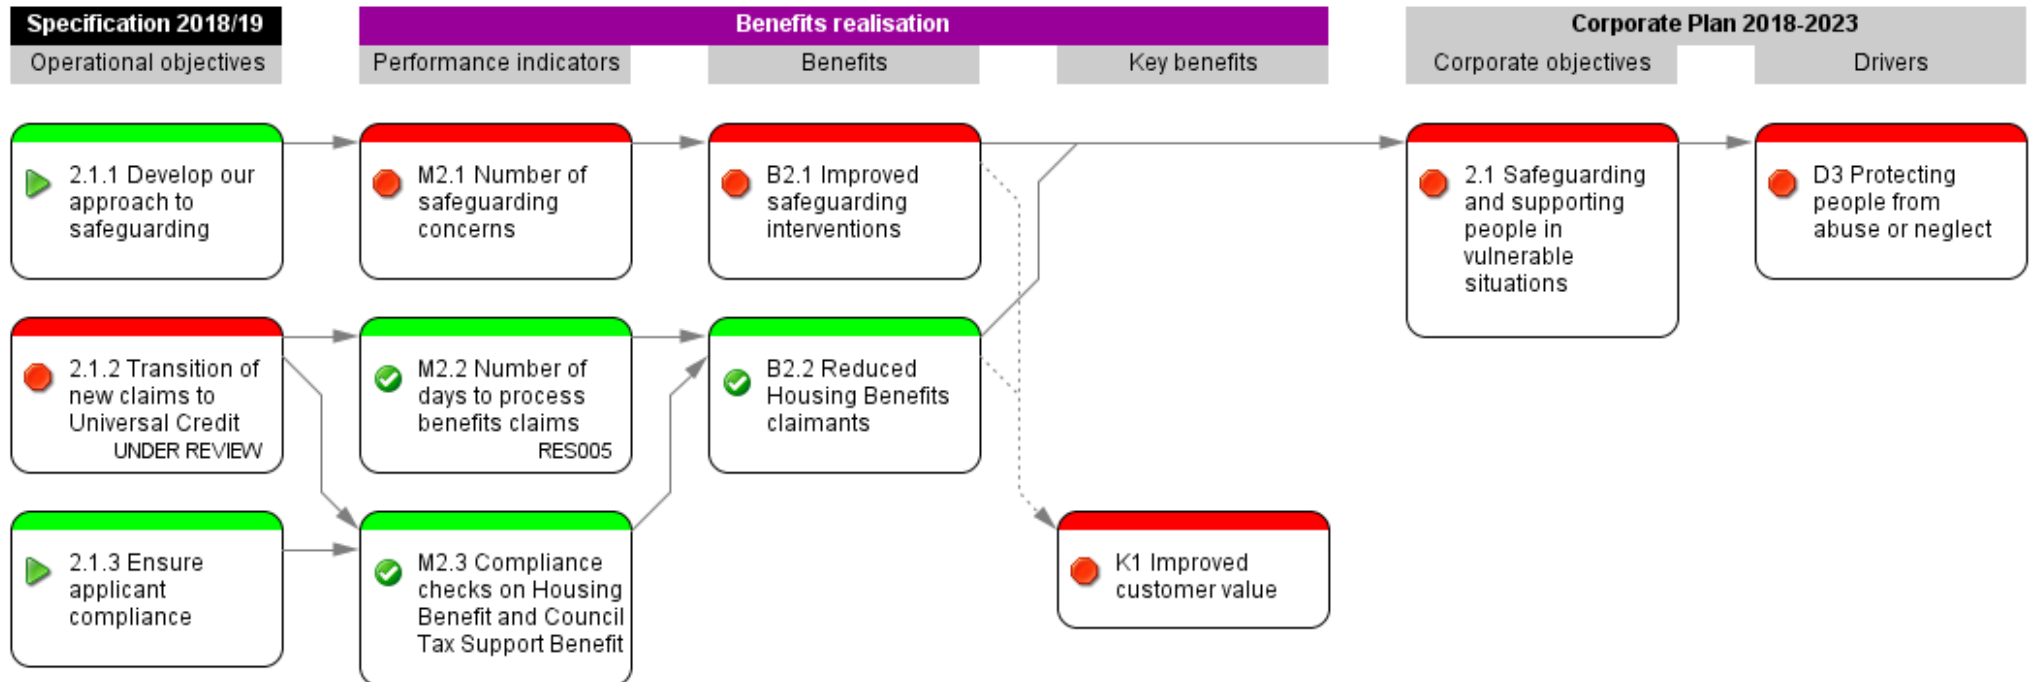 Specification 2018/19
Benefits realisation
Corporate Plan 2018-2023
Operational objectives
Performance indicators
Benefits
Key benefits
Corporate objectives
Drivers
2.1.1 Develop our
approach to
safeguarding
M2.1 Number of
safeguarding
concerns
B2.1 Improved
safeguarding
interventions
2.1 Safeguarding
and supporting
people in
vulnerable
situations
D3 Protecting
people from
abuse or neglect
2.1.2 Transition of
new claims to
Universal Credit
UNDER REVIEW
M2.2 Number of
days to process
benefits claims
RES005
B2.2 Reduced
Housing Benefits
claimants
2.1.3 Ensure
applicant
compliance
M2.3 Compliance
checks on Housing
Benefit and Council
Tax Support Benefit
K1 Improved
customer value